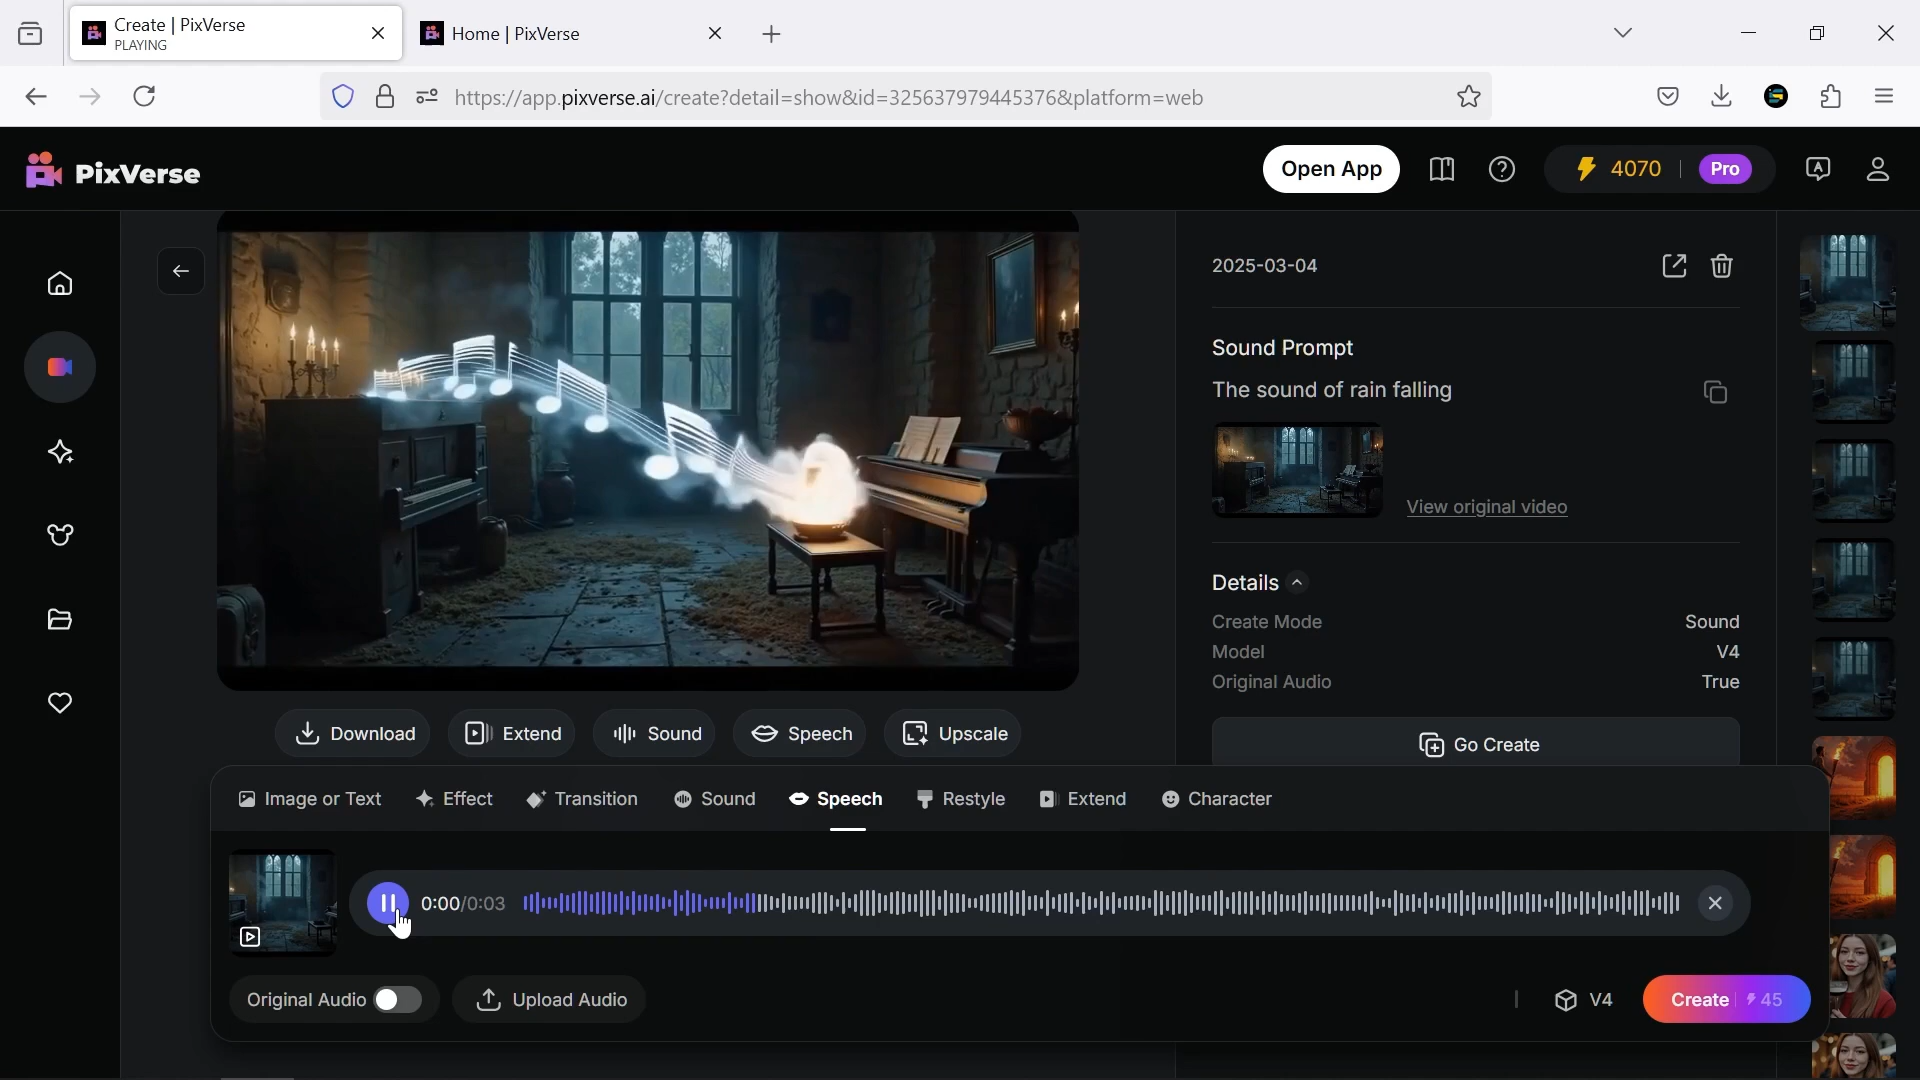 Create | PixVerse
PLAYING
Home | PixVerse
https://app.pixverse.ai/create?detail=show&id=325637979445376&platform=web
PixVerse
Open App
4070
Pro
2025-03-04
Sound Prompt
The sound of rain falling
View original video
Details
Create Mode Sound
Model V4
Original Audio True
Go Create
Download
Extend
Sound
Speech
Upscale
Image or Text
Effect
Transition
Sound
Speech
Restyle
Extend
Character
0:00/0:03
Original Audio
Upload Audio
V4
Create 45